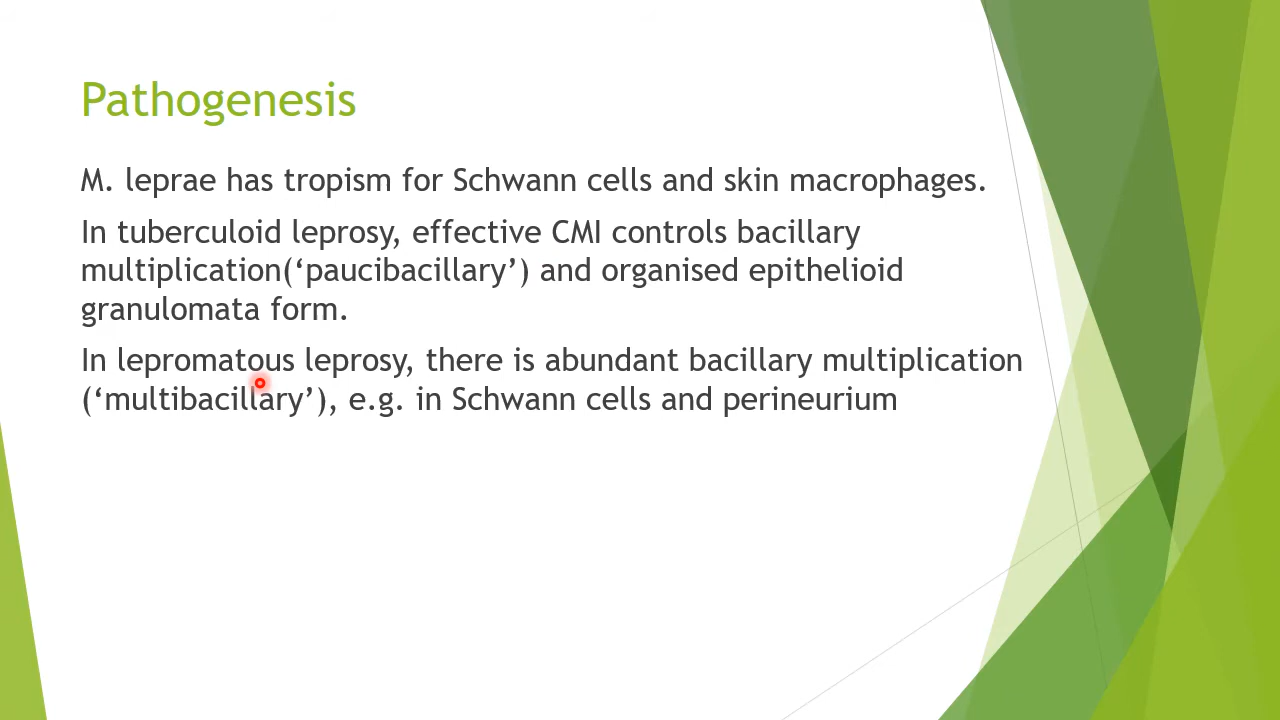 Pathogenesis
M. leprae has tropism for Schwann cells and skin macrophages.
In tuberculoid leprosy, effective CMI controls bacillary
multiplication(‘paucibacillary’) and organised epithelioid
granulomata form.
In lepromatous leprosy, there is abundant bacillary multiplication
(‘multibacillary’), e.g. in Schwann cells and perineurium